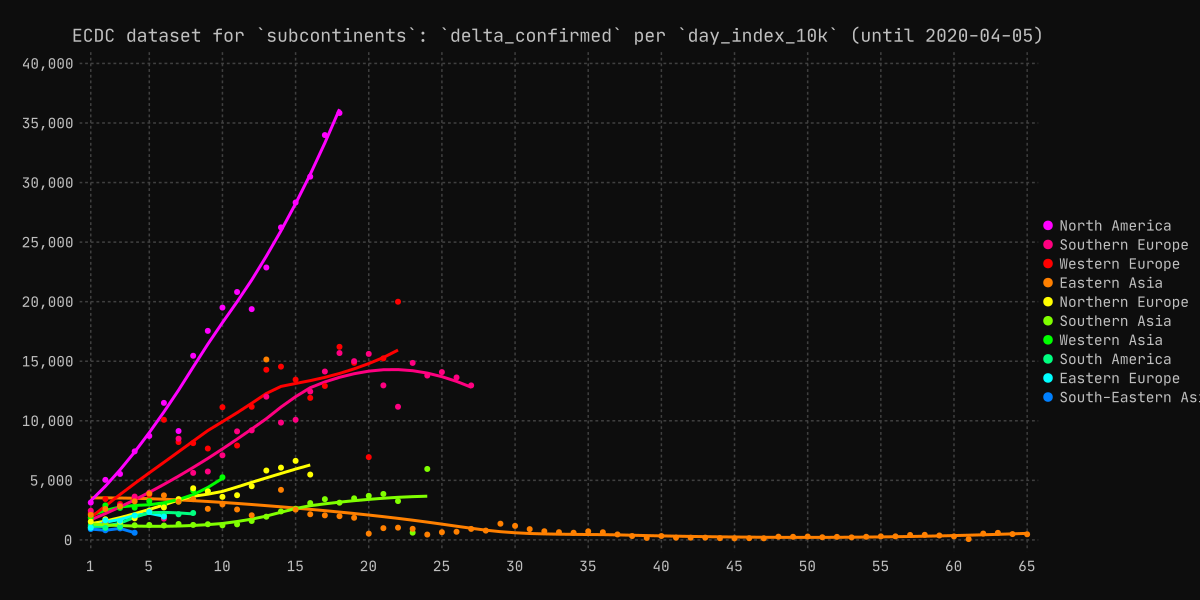 ECDC dataset for `subcontinents`: `delta_confirmed` per `day_index_10k` (until 2020-04-05)
40,000
35,000
30,000
25,000
20,000
15,000
10,000
5,000
0
1 5 10 15 20 25 30 35 40 45 50 55 60 65
North America
Southern Europe
Western Europe
Eastern Asia
Northern Europe
Southern Asia
Western Asia
South America
Eastern Europe
South-Eastern As